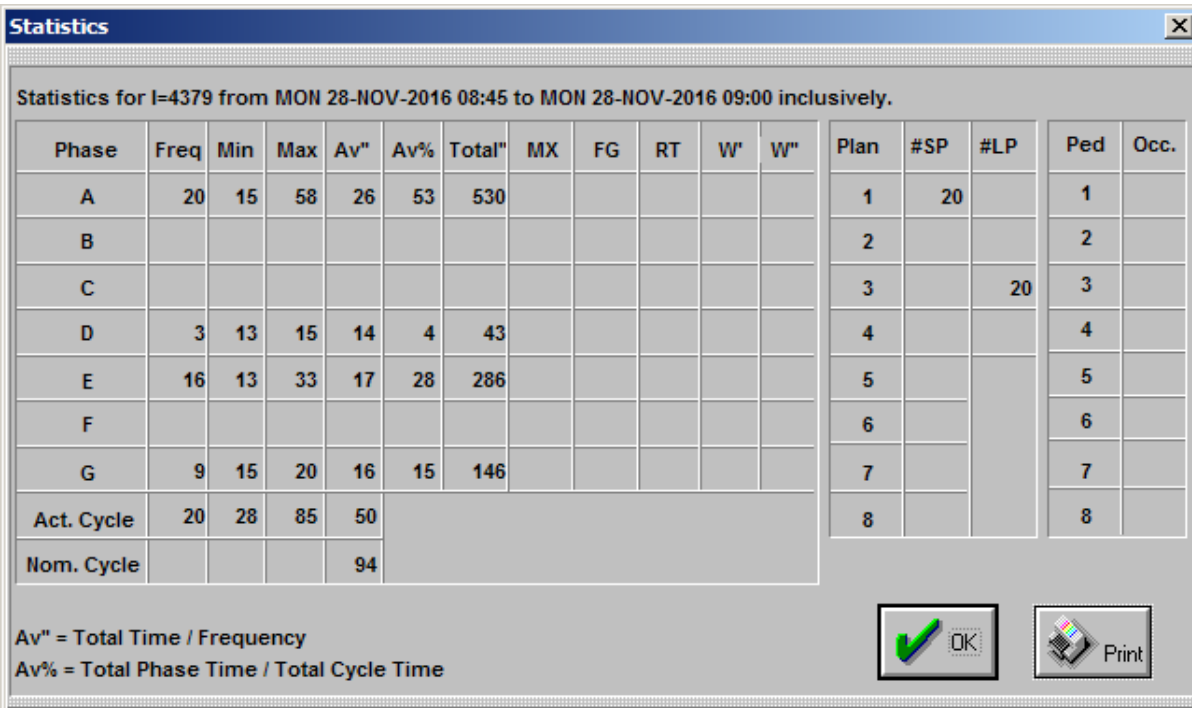 Statistics
Statistics for I=4379 from MON 28-NOV-2016 08:45 to MON 28-NOV-2016 09:00 inclusively.
Phase Freq Min Max Av" Av% Total" MX FG RT W' W" Plan #SP #LP Ped Occ.
A 20 15 58 26 53 530 1 20 1
B 2 2
C 3 20 3
D 3 13 15 14 4 43 4 4
E 16 13 33 17 28 286 5 5
F 6 6
G 9 15 20 16 15 146 7 7
Act. Cycle 20 28 85 50 8 8
Nom. Cycle 94
Av" = Total Time / Frequency
Av% = Total Phase Time / Total Cycle Time
OK
Print